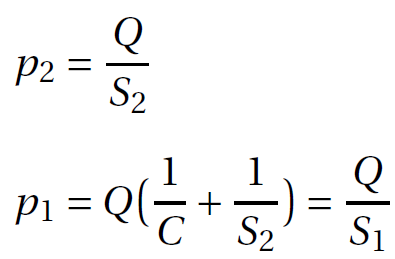 p₂ = Q/S₂
p₁ = Q(1/C + 1/S₂) = Q/S₁